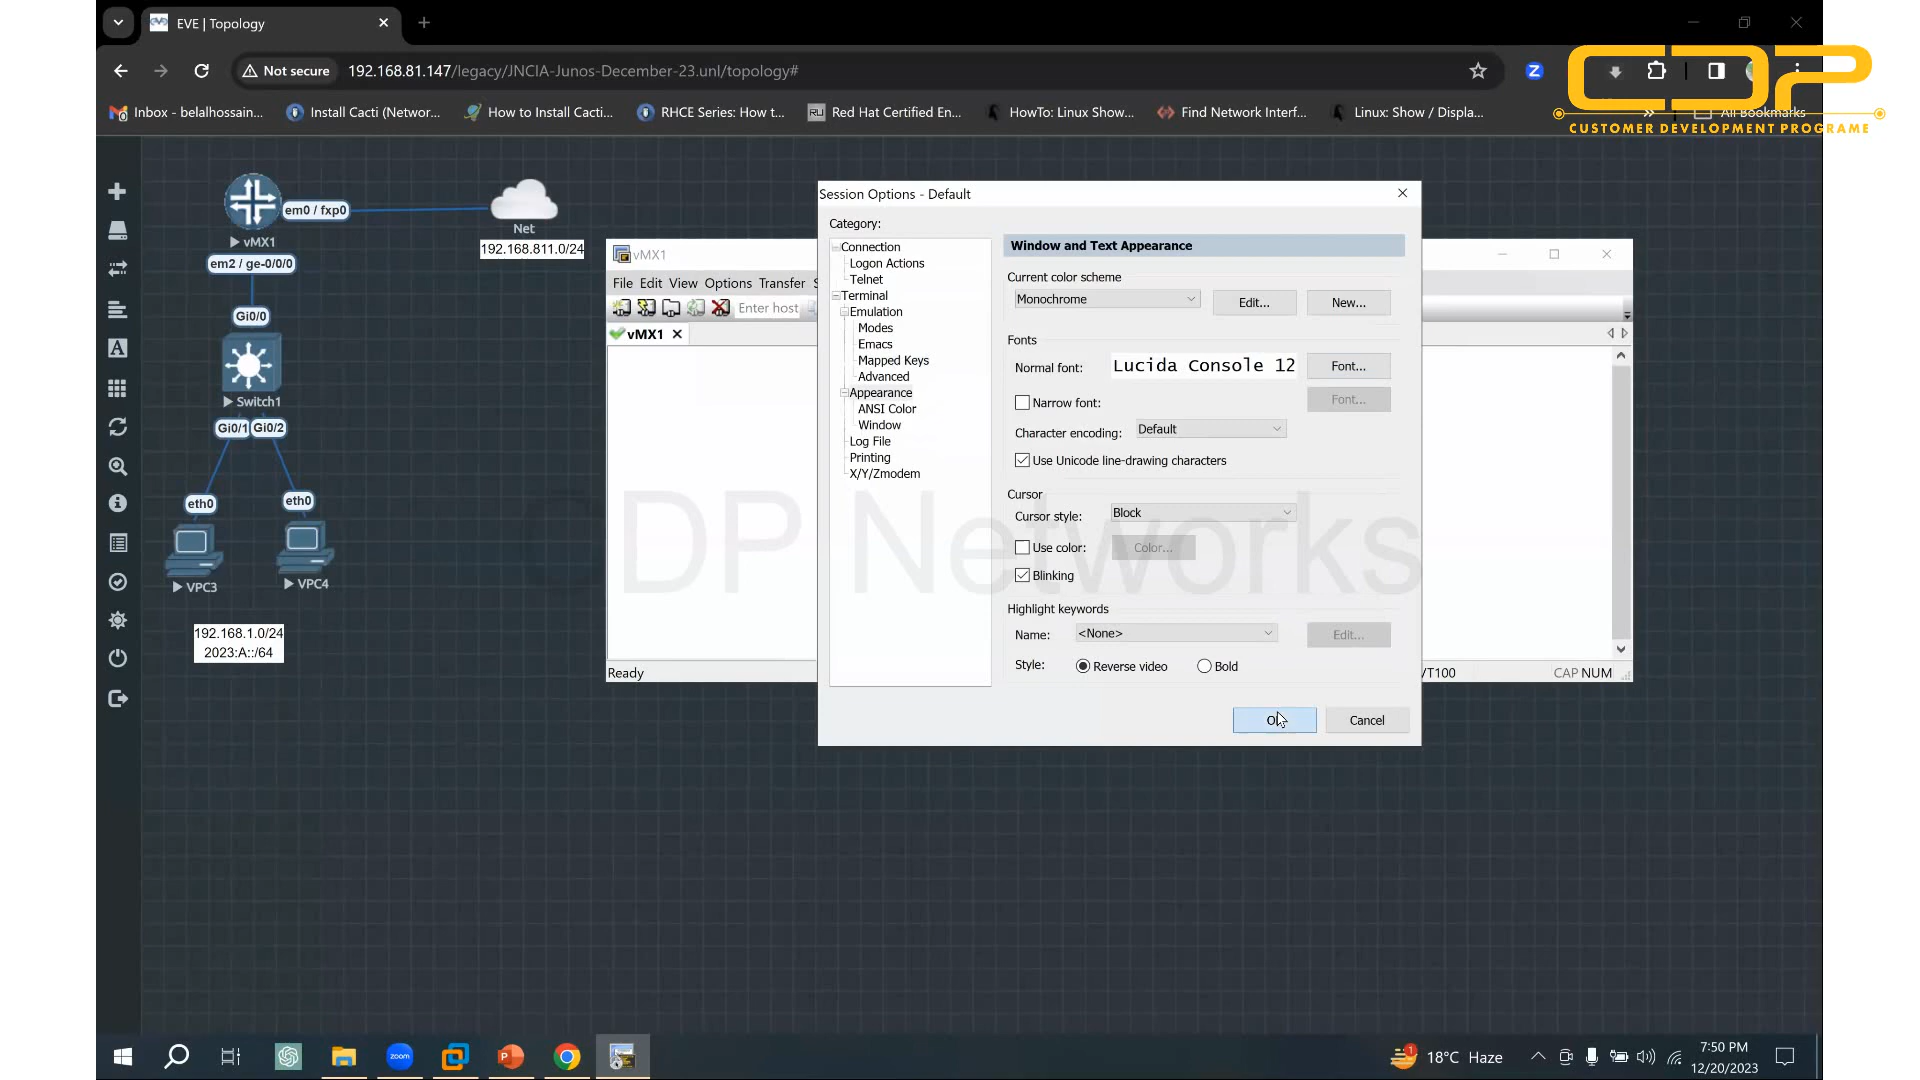 EVE | Topology
Not secure
192.168.81.147/legacy/JNCIA-Junos-December-23.unl/topology#
Inbox - belalhossain...
Install Cacti (Networ...
How to Install Cacti...
RHCE Series: How t...
RU
Red Hat Certified En...
HowTo: Linux Show...
Find Network Interf...
Linux: Show / Displa...
All Bookmarks
CDP
CUSTOMER DEVELOPMENT PROGRAME
em0 / fxp0
vMX1
Net
192.168.811.0/24
em2 / ge-0/0/0
Gi0/0
Switch1
Gi0/1
Gi0/2
eth0
eth0
VPC3
VPC4
192.168.1.0/24
2023:A::/64
vMX1
File Edit View Options Transfer
Enter host
vMX1
Ready
CAP NUM
Session Options - Default
Category:
Connection
Logon Actions
Telnet
Terminal
Emulation
Modes
Emacs
Mapped Keys
Advanced
Appearance
ANSI Color
Window
Log File
Printing
X/Y/Zmodem
Window and Text Appearance
Current color scheme
Monochrome
Edit...
New...
Fonts
Normal font:
Lucida Console 12
Font...
Narrow font:
Font...
Character encoding:
Default
Use Unicode line-drawing characters
Cursor
Cursor style:
Block
Use color:
Color...
Blinking
Highlight keywords
Name:
<None>
Edit...
Style:
Reverse video
Bold
Cancel
DP Networks
zoom
1
18°C Haze
7:50 PM
12/20/2023